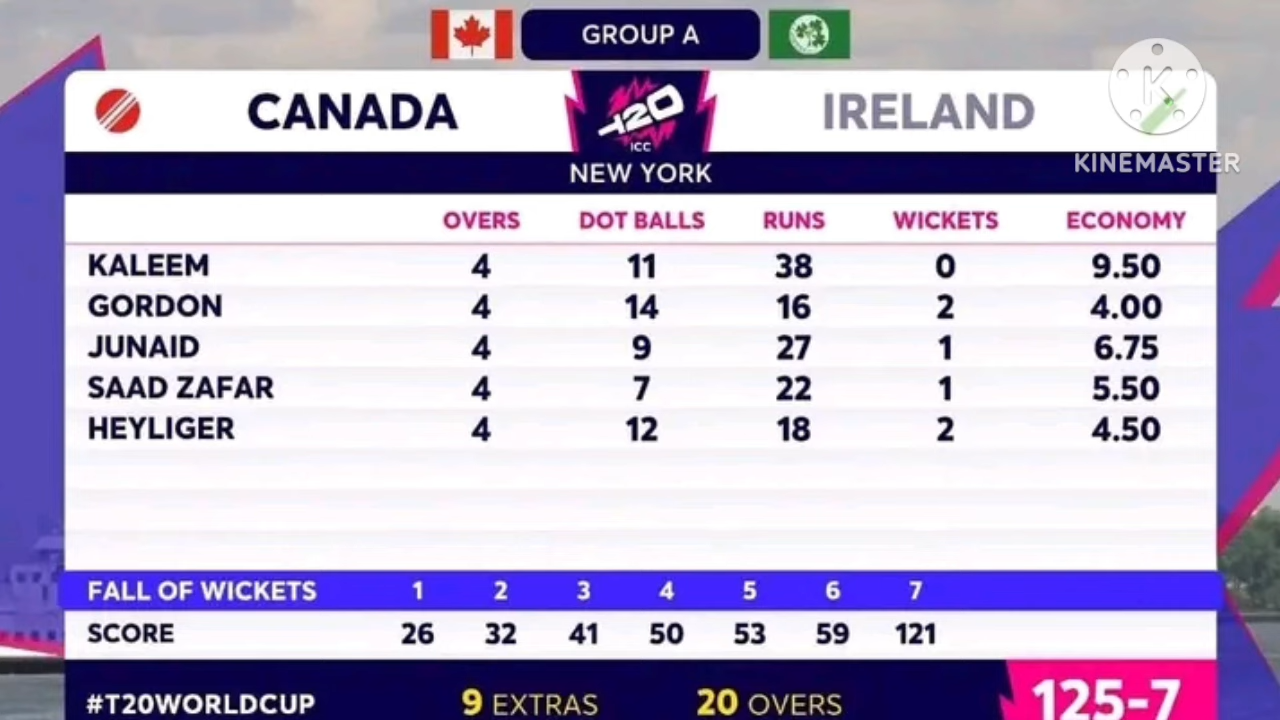 GROUP A
CANADA T20 IRELAND
ICC
K
KINEMASTER
NEW YORK
OVERS DOT BALLS RUNS WICKETS ECONOMY
KALEEM 4 11 38 0 9.50
GORDON 4 14 16 2 4.00
JUNAID 4 9 27 1 6.75
SAAD ZAFAR 4 7 22 1 5.50
HEYLIGER 4 12 18 2 4.50
FALL OF WICKETS 1 2 3 4 5 6 7
SCORE 26 32 41 50 53 59 121
#T20WORLDCUP 9 EXTRAS 20 OVERS 125-7